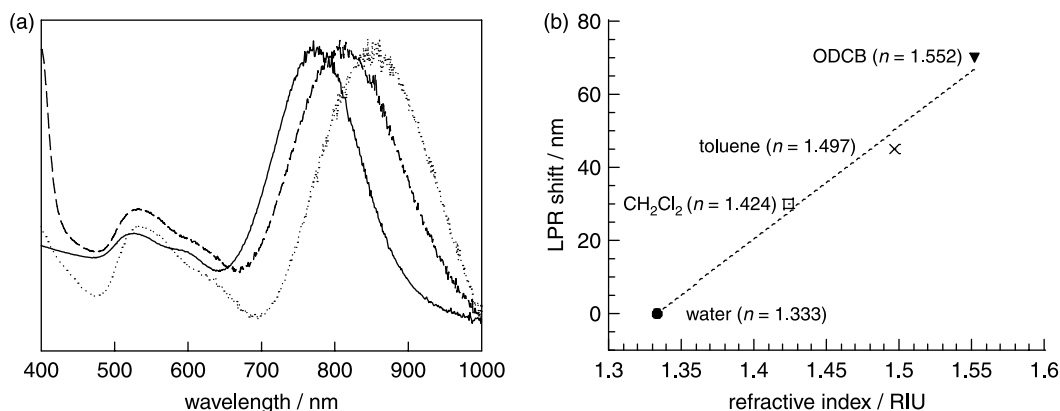 (a)
400 500 600 700 800 900 1000
wavelength / nm
(b)
80
60
40
20
0
LPR shift / nm
ODCB (n = 1.552)
toluene (n = 1.497)
CH₂Cl₂ (n = 1.424)
water (n = 1.333)
1.3 1.35 1.4 1.45 1.5 1.55 1.6
refractive index / RIU